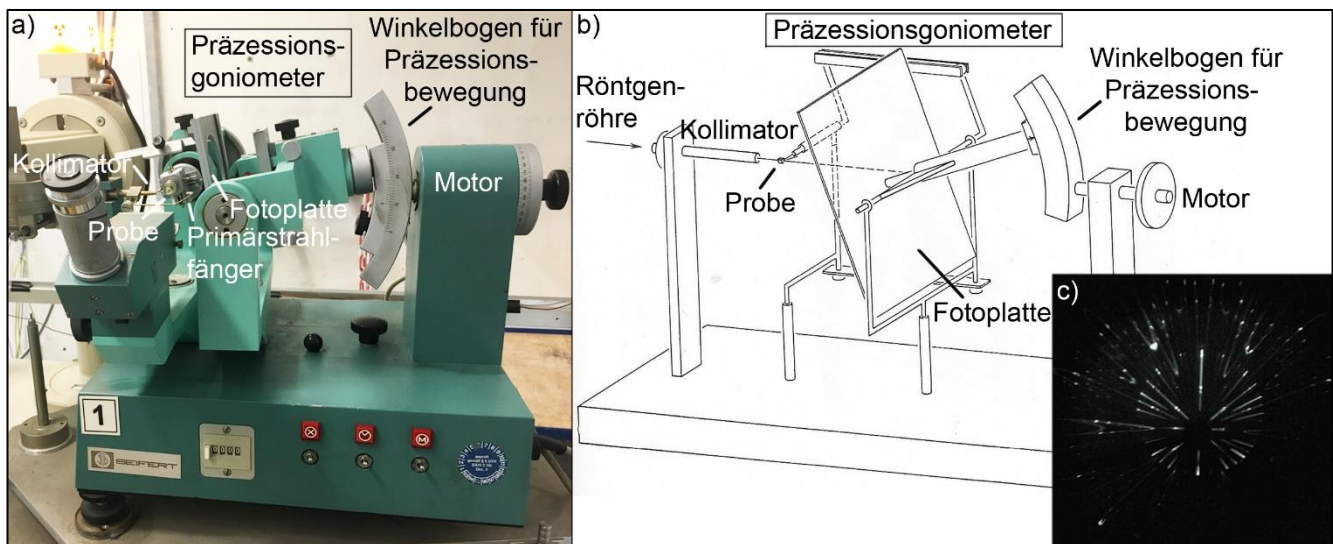 a)
Präzessions-
goniometer
Winkelbogen für
Präzessions-
bewegung
Kollimator
Probe
Fotoplatte
Primärstrahl-
fänger
Motor
1
SEIFERT
b)
Präzessionsgoniometer
Röntgen-
röhre
Kollimator
Probe
Winkelbogen für
Präzessions-
bewegung
Motor
Fotoplatte
c)